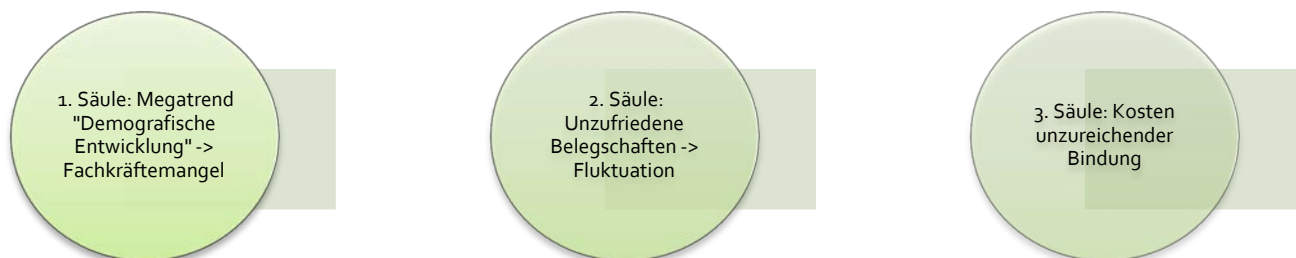 1. Säule: Megatrend
"Demografische
Entwicklung" ->
Fachkräftemangel
2. Säule:
Unzufriedene
Belegschaften ->
Fluktuation
3. Säule: Kosten
unzureichender
Bindung